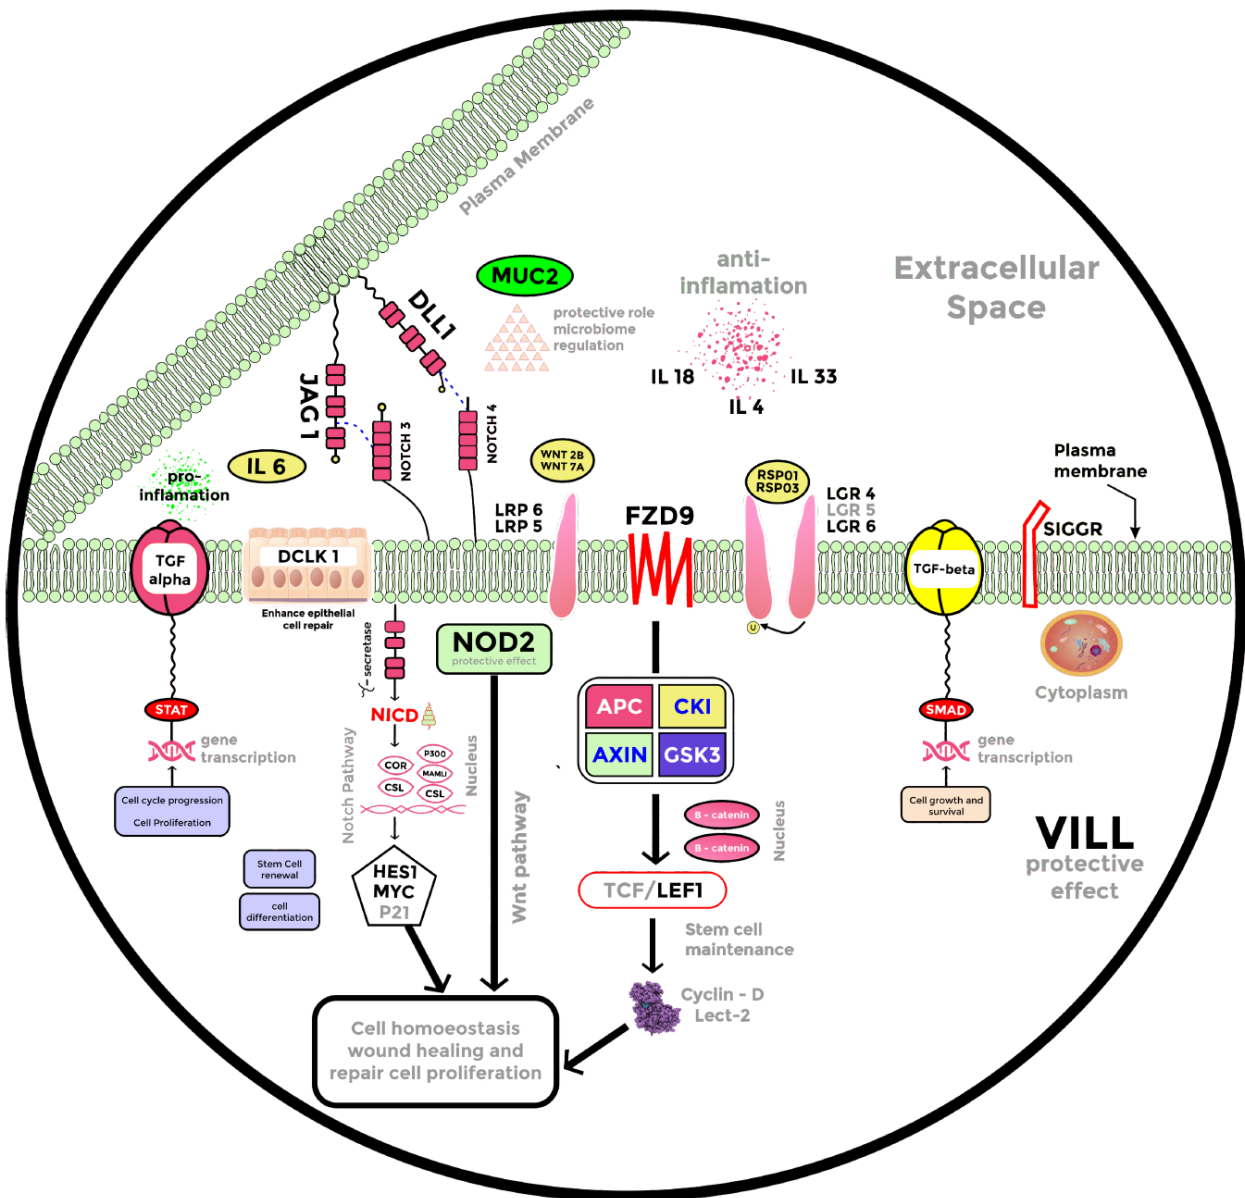 Plasma Membrane
MUC2
protective role
microbiome
regulation
anti-
inflamation
IL 18
IL 33
IL 4
Extracellular
Space
DLL1
JAG 1
NOTCH 3
NOTCH 4
IL 6
pro-
inflamation
WNT 2B
WNT 7A
LRP 6
LRP 5
FZD9
RSP01
RSP03
LGR 4
LGR 5
LGR 6
Plasma
membrane
SIGGR
TGF
alpha
DCLK 1
Enhance epithelial
cell repair
TGF-beta
U
Cytoplasm
secretase
NOD2
protective effect
STAT
gene
transcription
Cell cycle progression
Cell Proliferation
NICD
Notch Pathway
COR
CSL
P300
MAMLI
CSL
Nucleus
APC
CKI
AXIN
GSK3
SMAD
gene
transcription
Cell growth and
survival
VILL
protective
effect
Wnt pathway
B - catenin
B - catenin
Nucleus
Stem Cell
renewal
cell
differentiation
HES1
MYC
P21
TCF/LEF1
Stem cell
maintenance
Cyclin - D
Lect-2
Cell homoeostasis
wound healing and
repair cell proliferation